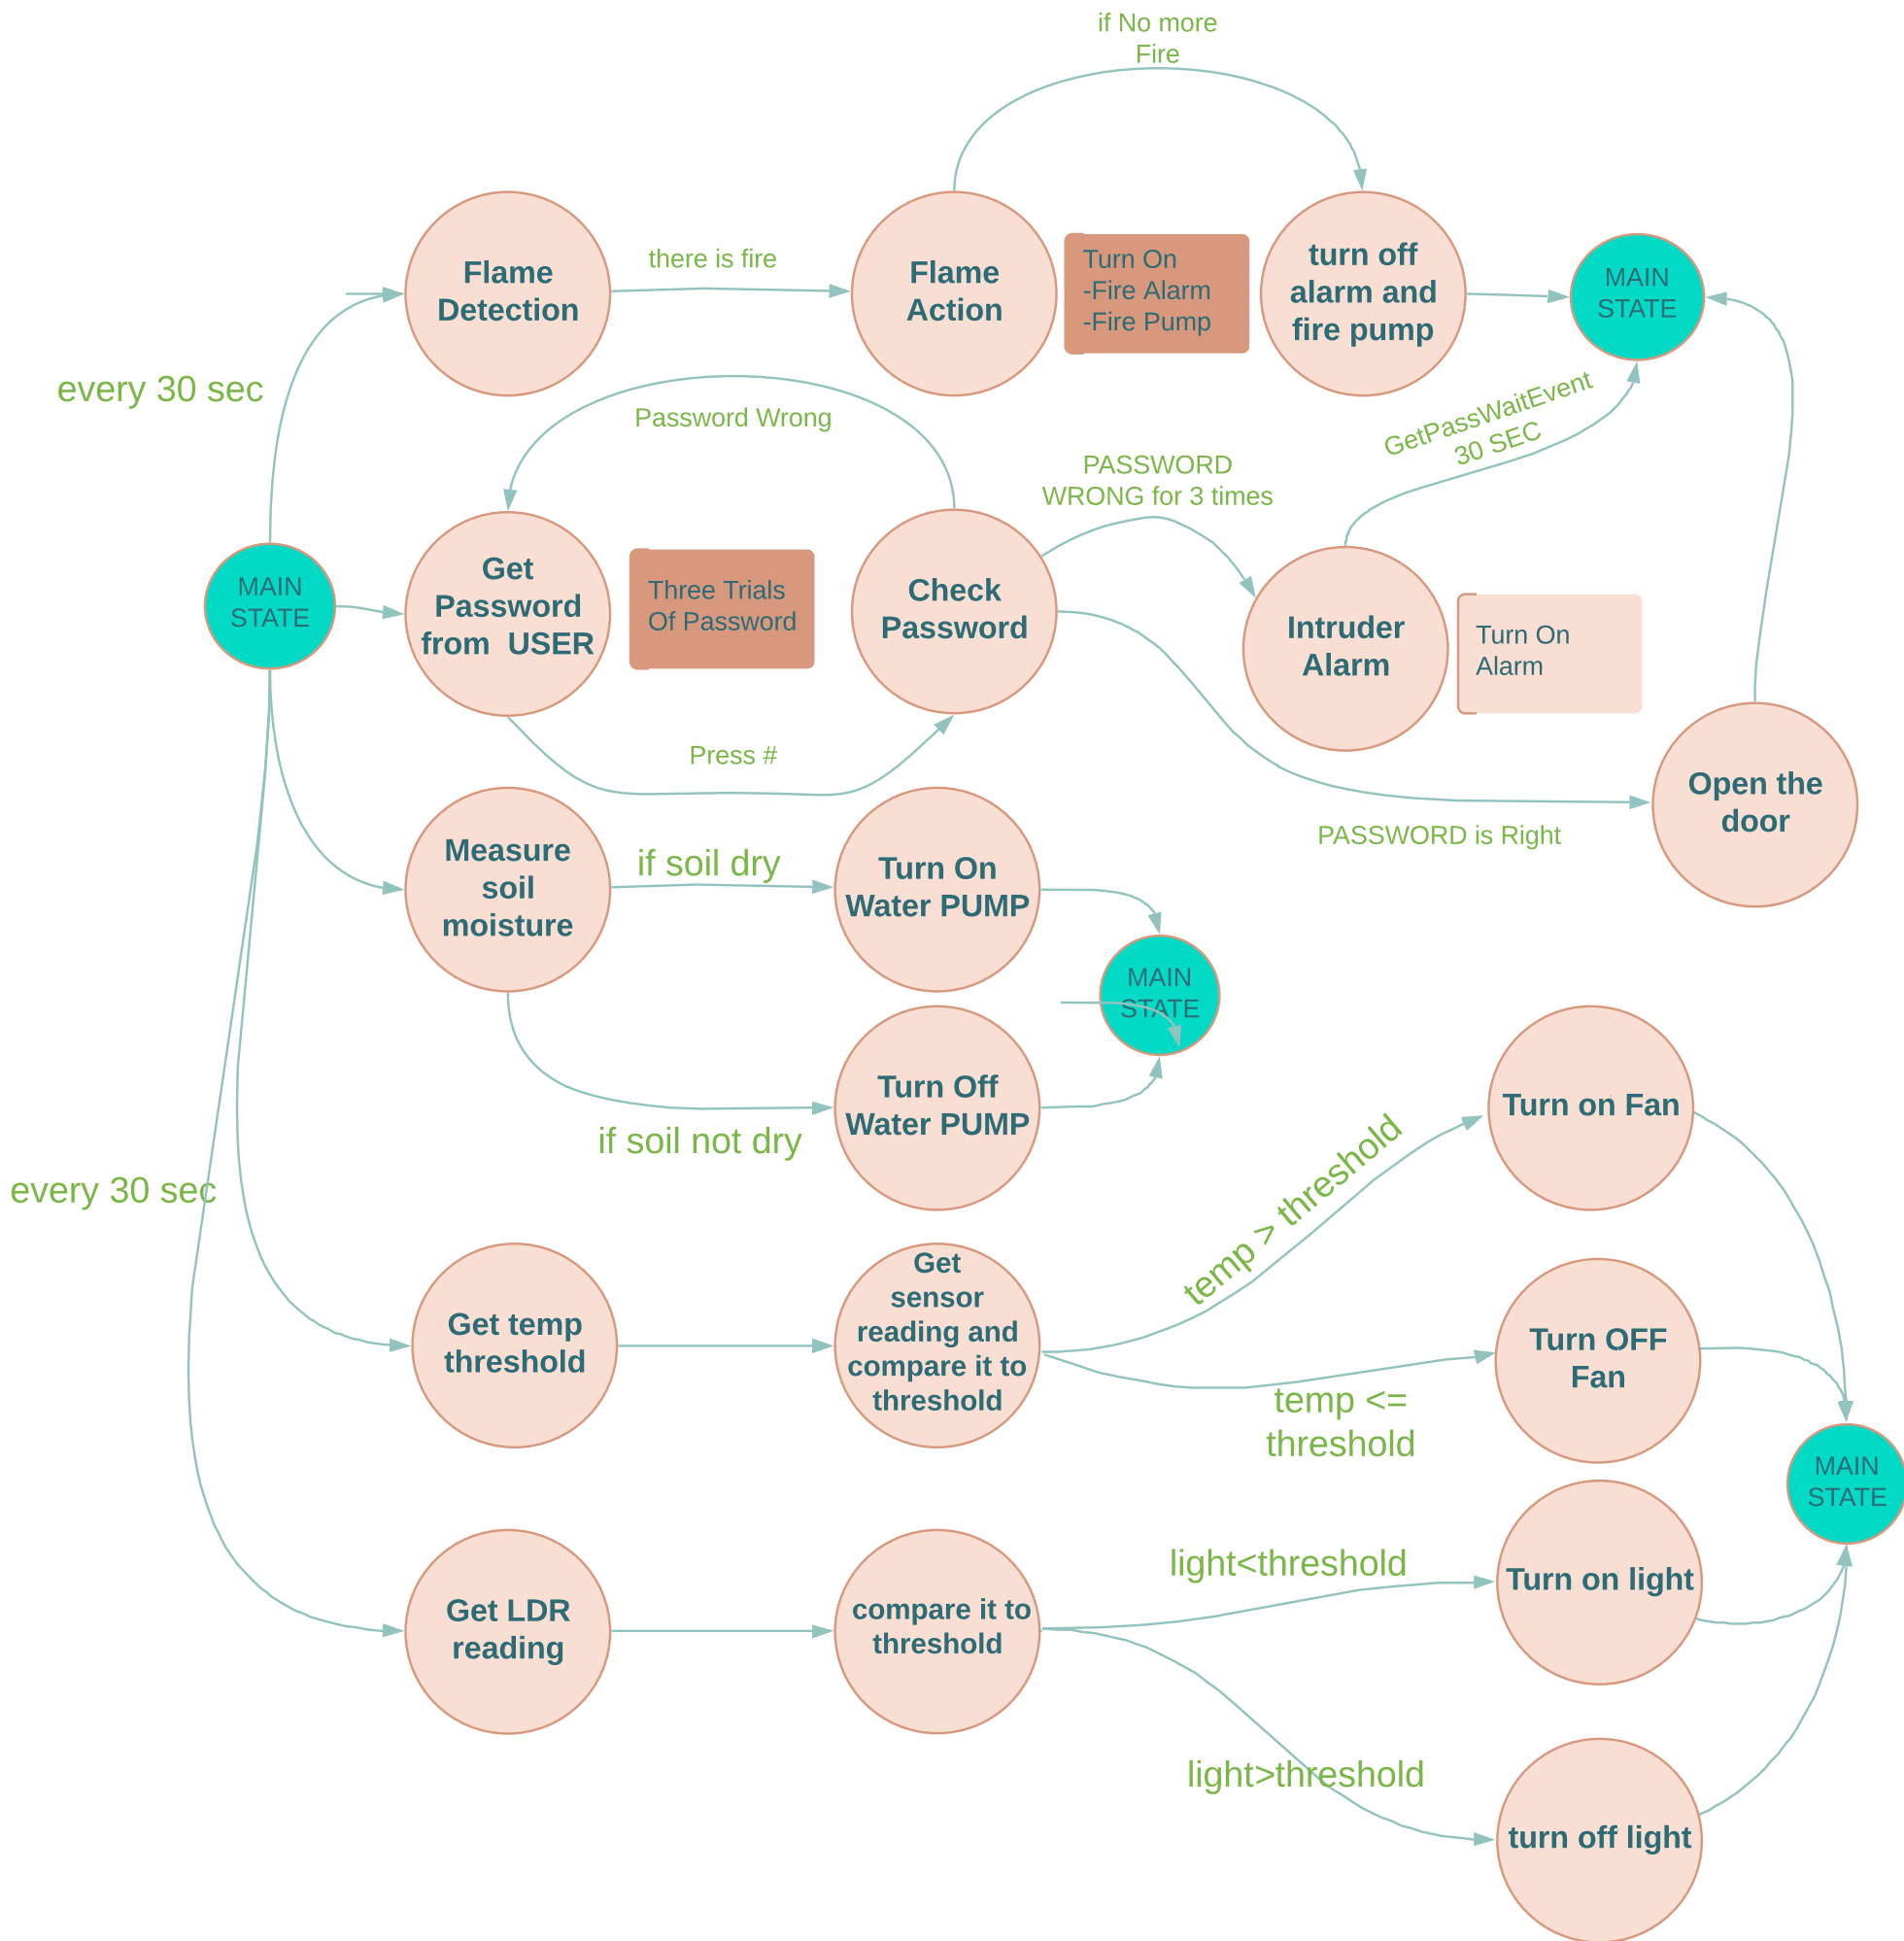 if No more
Fire
Flame
Detection
there is fire
Flame
Action
Turn On
-Fire Alarm
-Fire Pump
turn off
alarm and
fire pump
MAIN
STATE
every 30 sec
Password Wrong
PASSWORD
WRONG for 3 times
GetPassWaitEvent
30 SEC
MAIN
STATE
Get
Password
from  USER
Three Trials
Of Password
Check
Password
Intruder
Alarm
Turn On
Alarm
Press #
Open the
door
PASSWORD is Right
Measure
soil
moisture
if soil dry
Turn On
Water PUMP
MAIN
STATE
Turn Off
Water PUMP
if soil not dry
every 30 sec
Turn on Fan
temp > threshold
Get temp
threshold
Get
sensor
reading and
compare it to
threshold
Turn OFF
Fan
temp <=
threshold
MAIN
STATE
Get LDR
reading
compare it to
threshold
light<threshold
Turn on light
light>threshold
turn off light